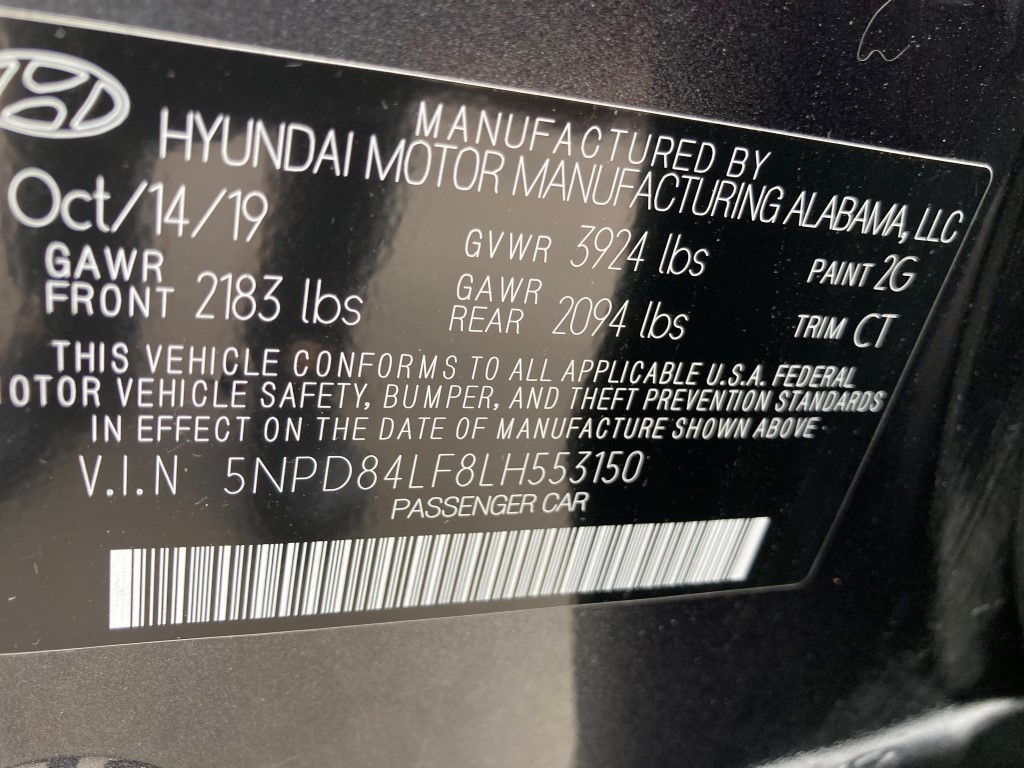 MANUFACTURED BY
HYUNDAI MOTOR MANUFACTURING ALABAMA, LLC
Oct/14/19
GVWR 3924 lbs
PAINT 2G
GAWR FRONT 2183 lbs
GAWR REAR 2094 lbs
TRIM CT
THIS VEHICLE CONFORMS TO ALL APPLICABLE U.S.A. FEDERAL
OTOR VEHICLE SAFETY, BUMPER, AND THEFT PREVENTION STANDARDS
IN EFFECT ON THE DATE OF MANUFACTURE SHOWN ABOVE
V.I.N 5NPD84LF8LH553150
PASSENGER CAR